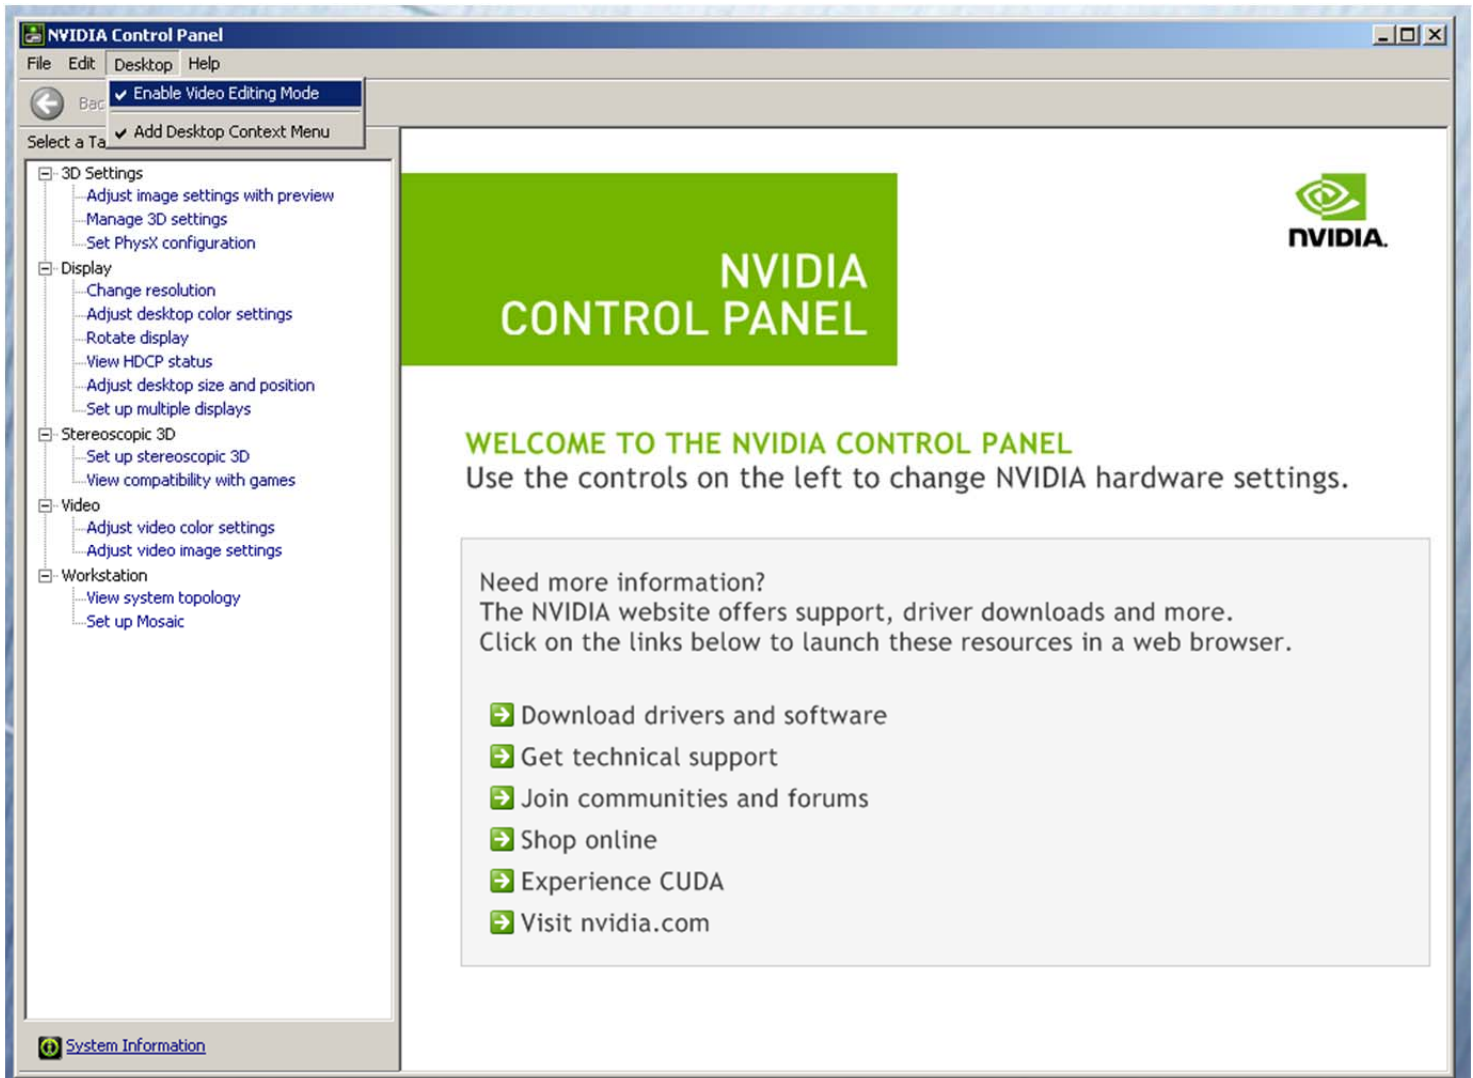 NVIDIA Control Panel
File Edit Desktop Help
Enable Video Editing Mode
Add Desktop Context Menu
Select a
3D Settings
Adjust image settings with preview
Manage 3D settings
Set PhysX configuration
Display
Change resolution
Adjust desktop color settings
Rotate display
View HDCP status
Adjust desktop size and position
Set up multiple displays
Stereoscopic 3D
Set up stereoscopic 3D
View compatibility with games
Video
Adjust video color settings
Adjust video image settings
Workstation
View system topology
Set up Mosaic
System Information
NVIDIA
CONTROL PANEL
NVIDIA.
WELCOME TO THE NVIDIA CONTROL PANEL
Use the controls on the left to change NVIDIA hardware settings.
Need more information?
The NVIDIA website offers support, driver downloads and more.
Click on the links below to launch these resources in a web browser.
Download drivers and software
Get technical support
Join communities and forums
Shop online
Experience CUDA
Visit nvidia.com